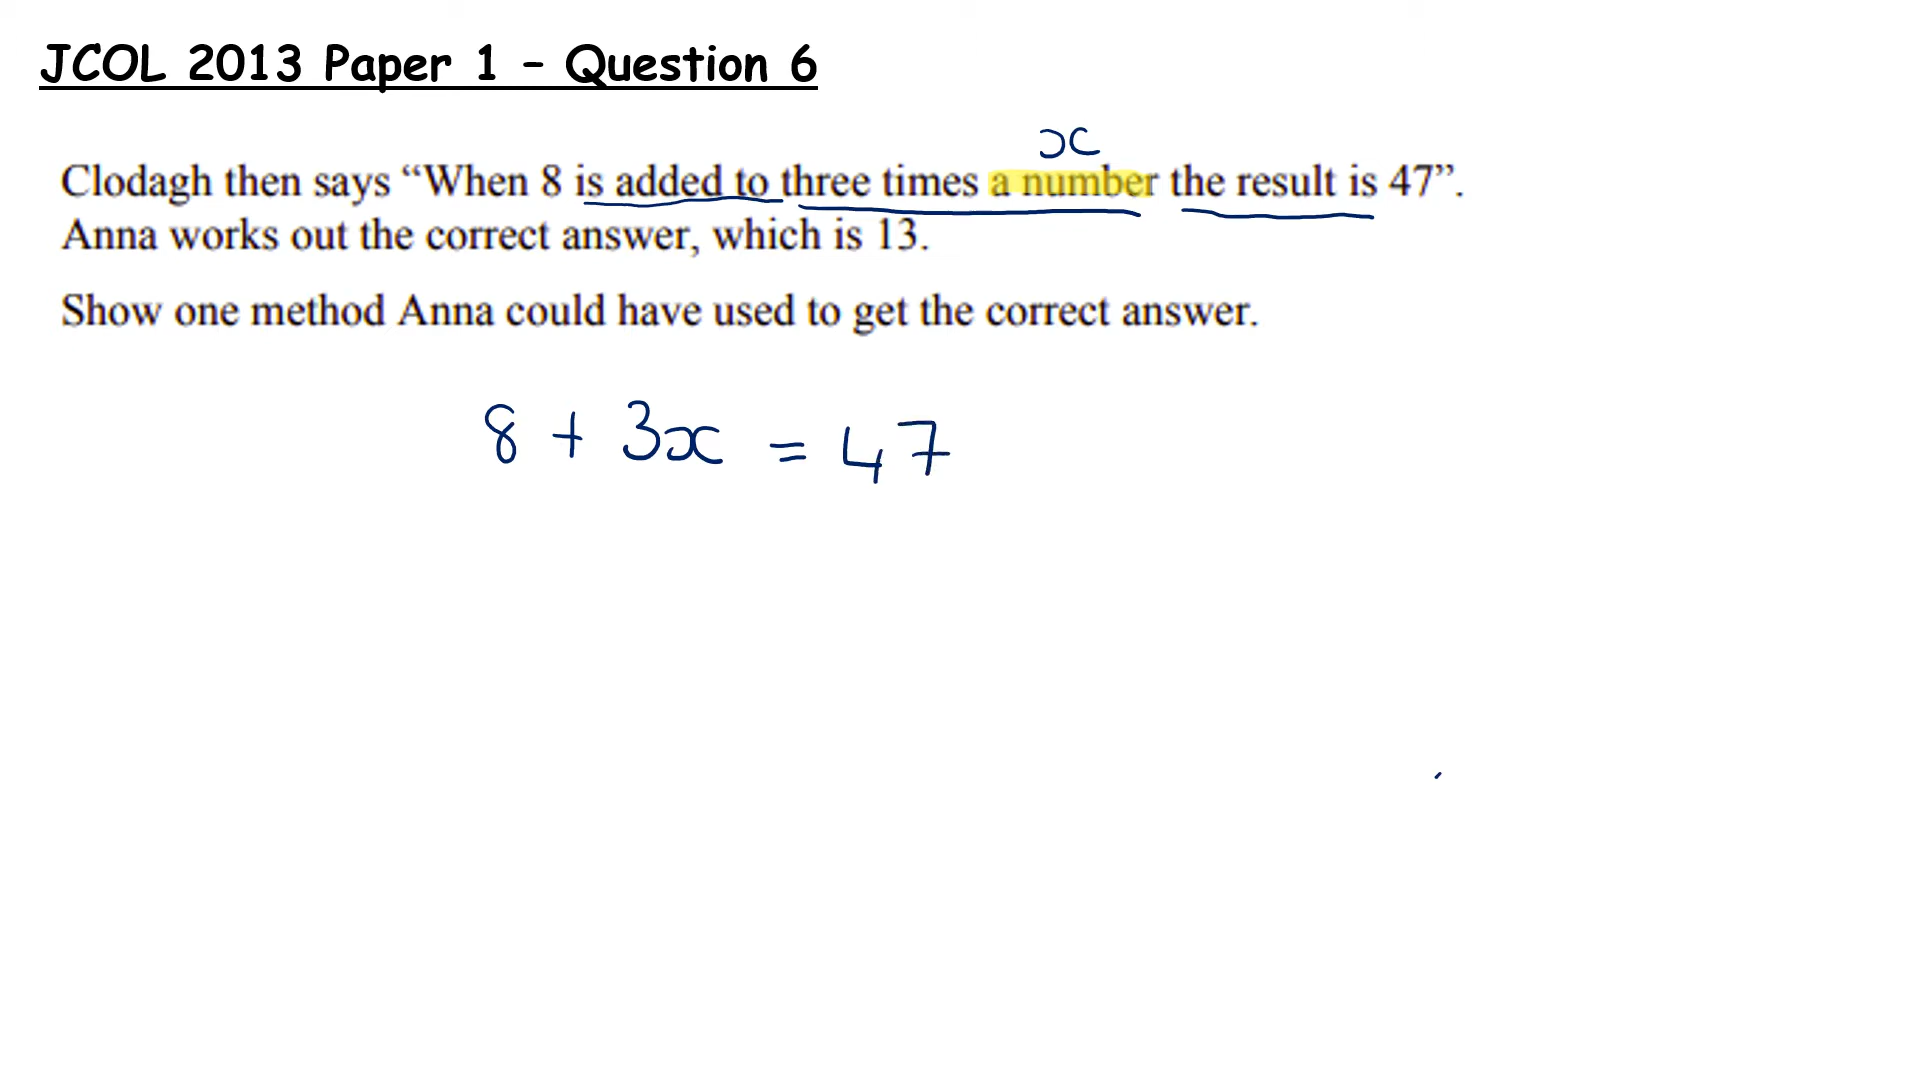 JCOL 2013 Paper 1 – Question 6
x
Clodagh then says “When 8 is added to three times a number the result is 47”.
Anna works out the correct answer, which is 13.
Show one method Anna could have used to get the correct answer.
8 + 3x = 47